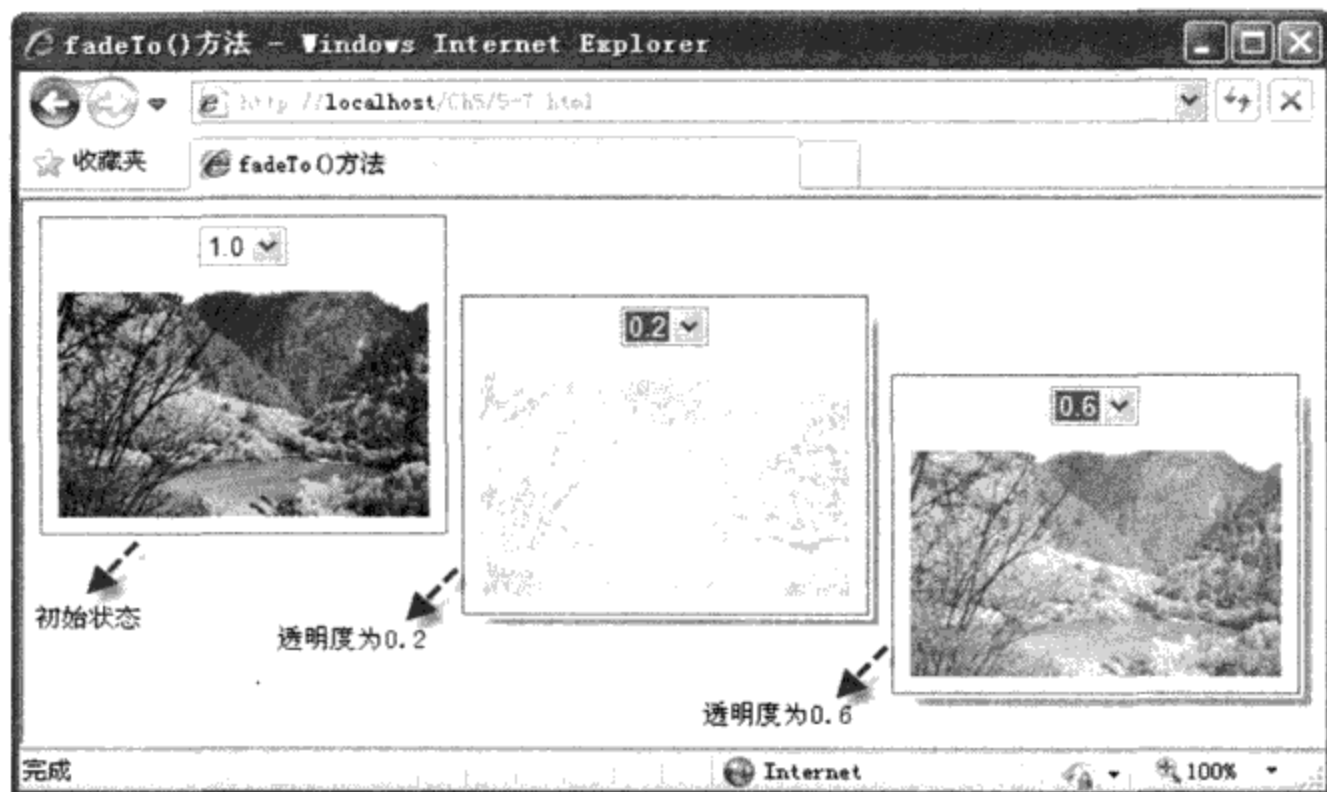 fadeTo()方法 - Windows Internet Explorer
http://localhost/Ch5/5-7.html
收藏夹
fadeTo()方法
1.0
0.2
0.6
初始状态
透明度为0.2
透明度为0.6
完成
Internet
100%